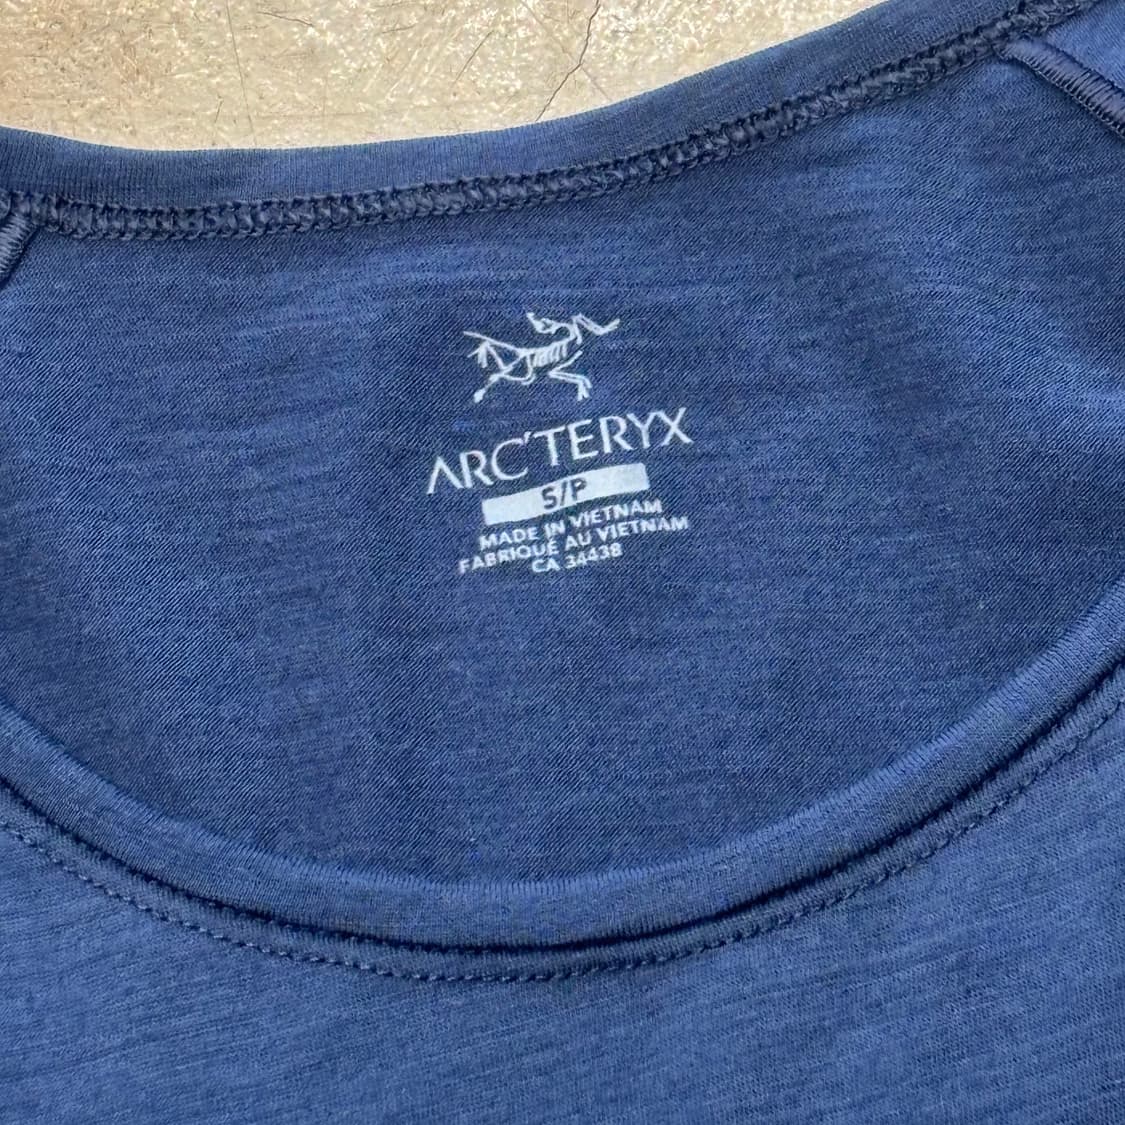 ARC'TERYX
S/P
MADE IN VIETNAM
FABRIQUÉ AU VIETNAM
CA 34438